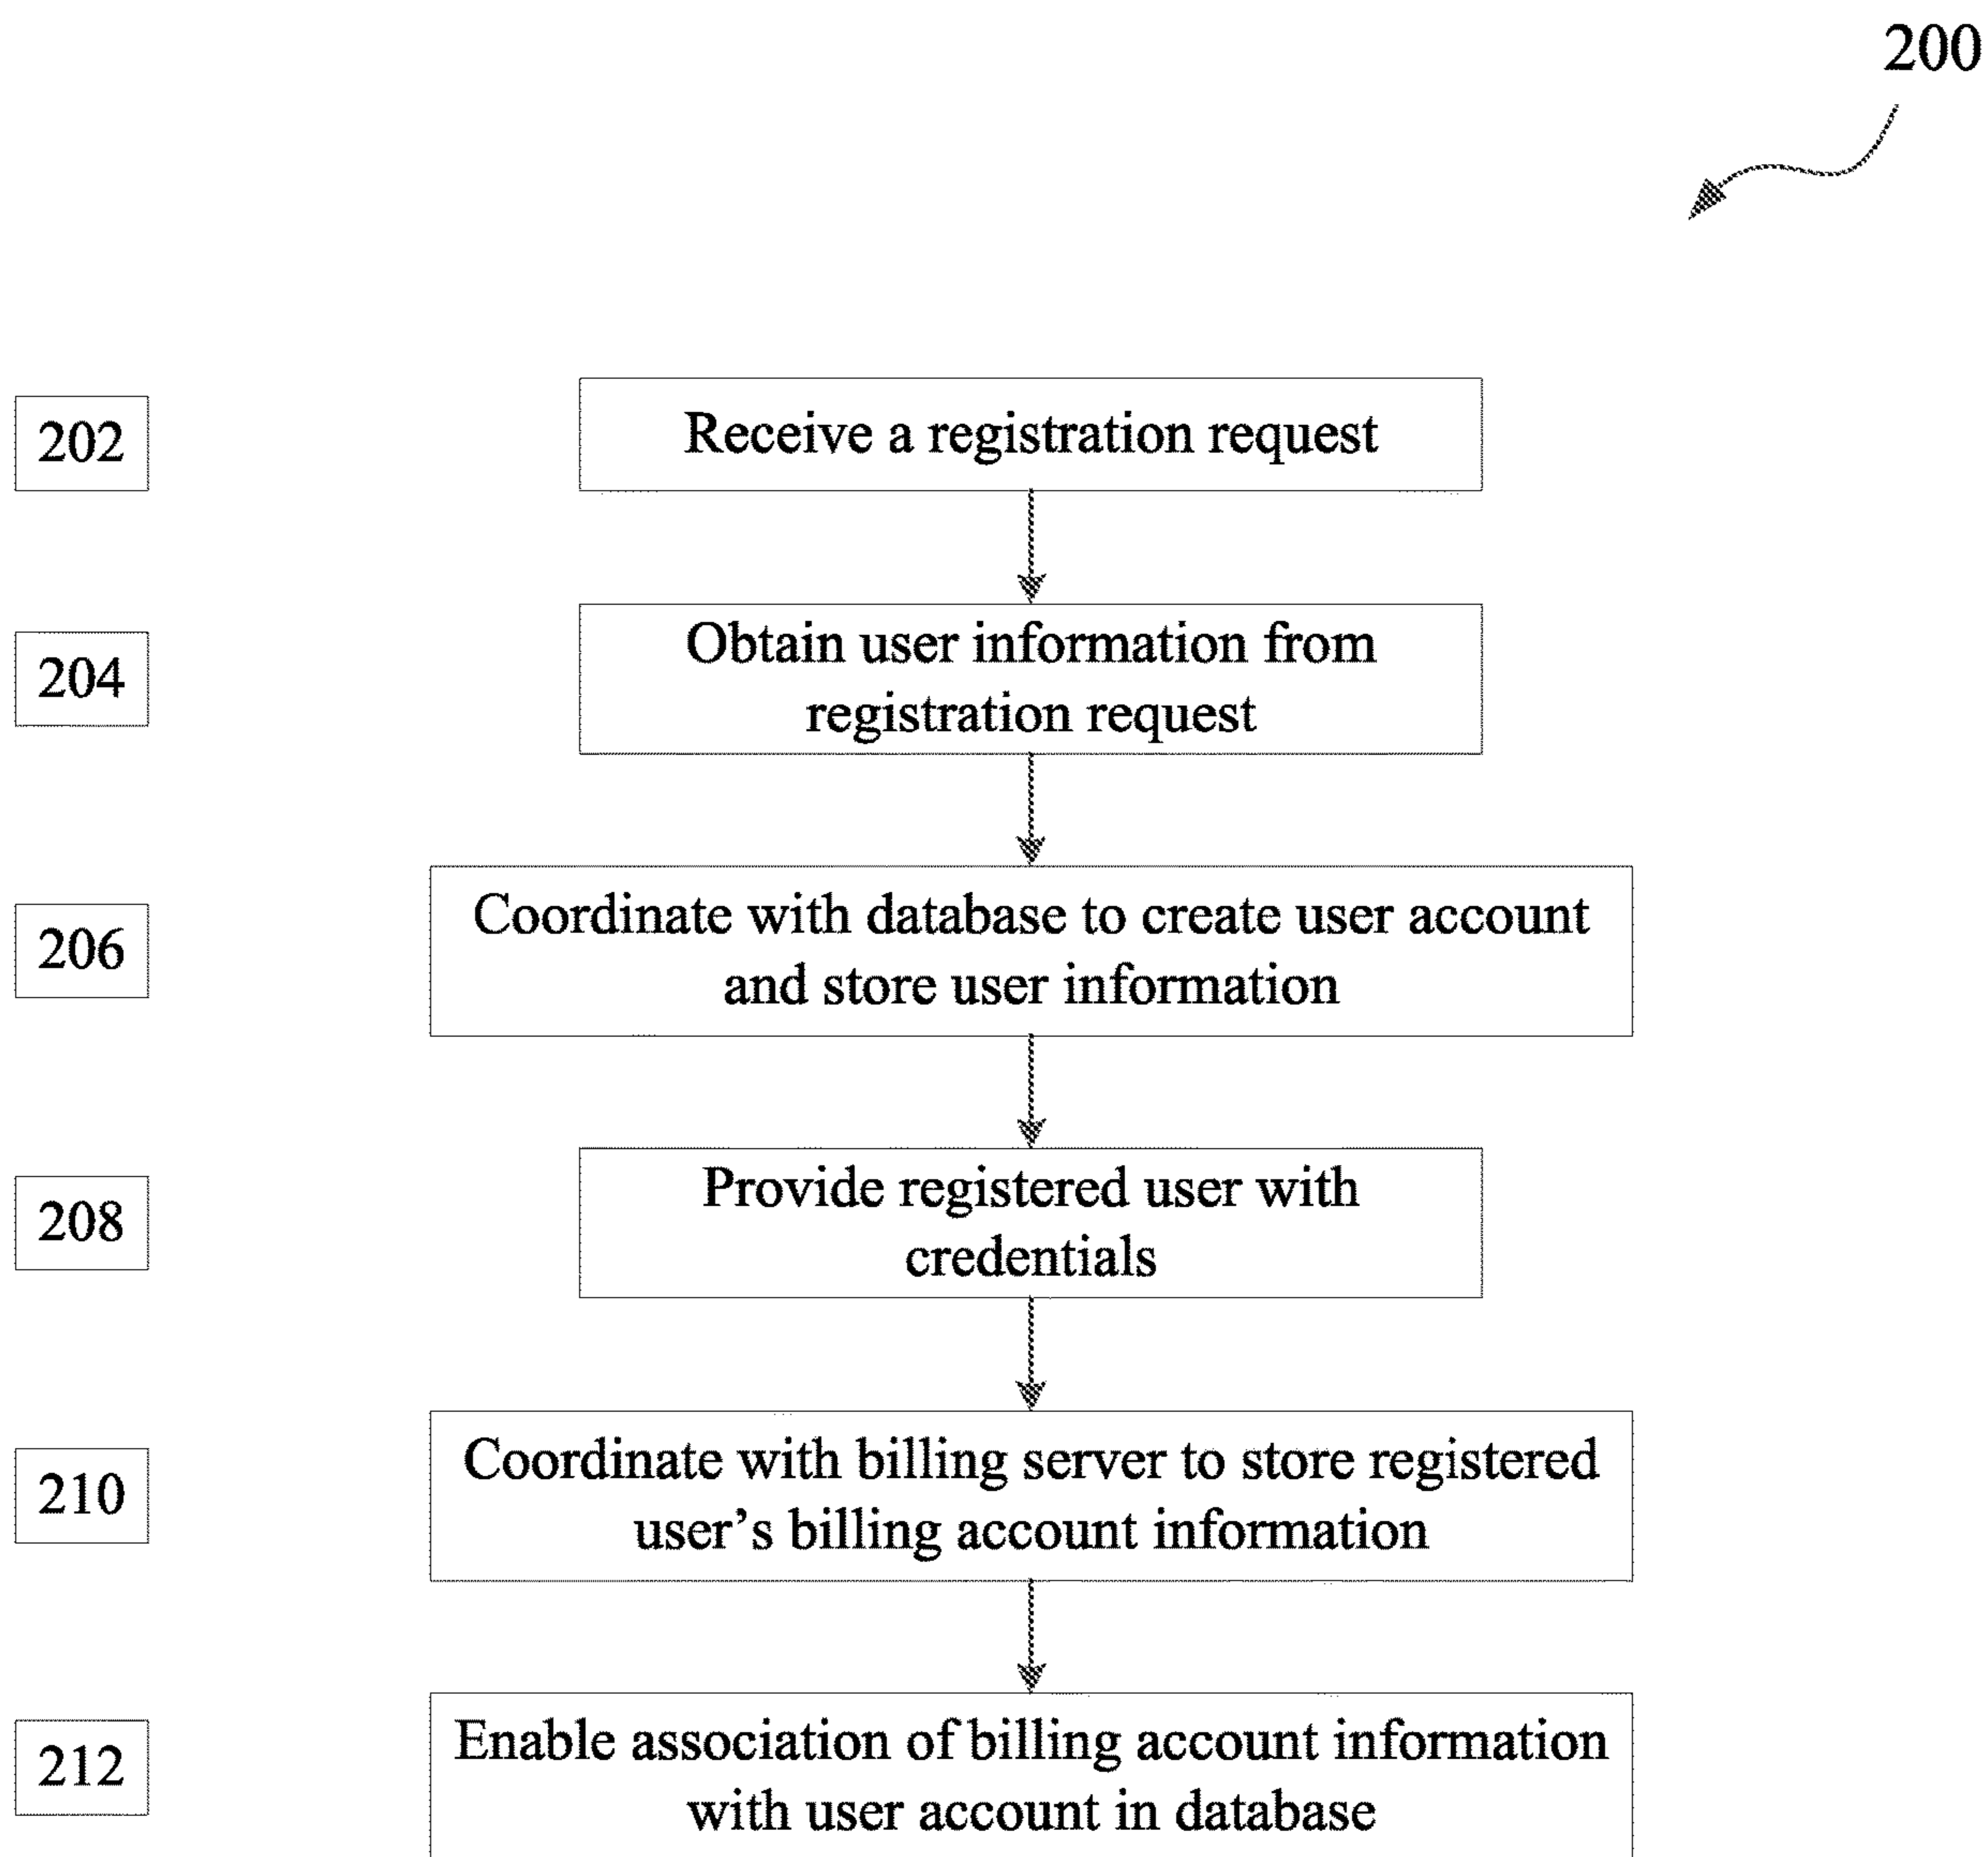 200
202
Receive a registration request
204
Obtain user information from
registration request
206
Coordinate with database to create user account
and store user information
208
Provide registered user with
credentials
210
Coordinate with billing server to store registered
user’s billing account information
212
Enable association of billing account information
with user account in database